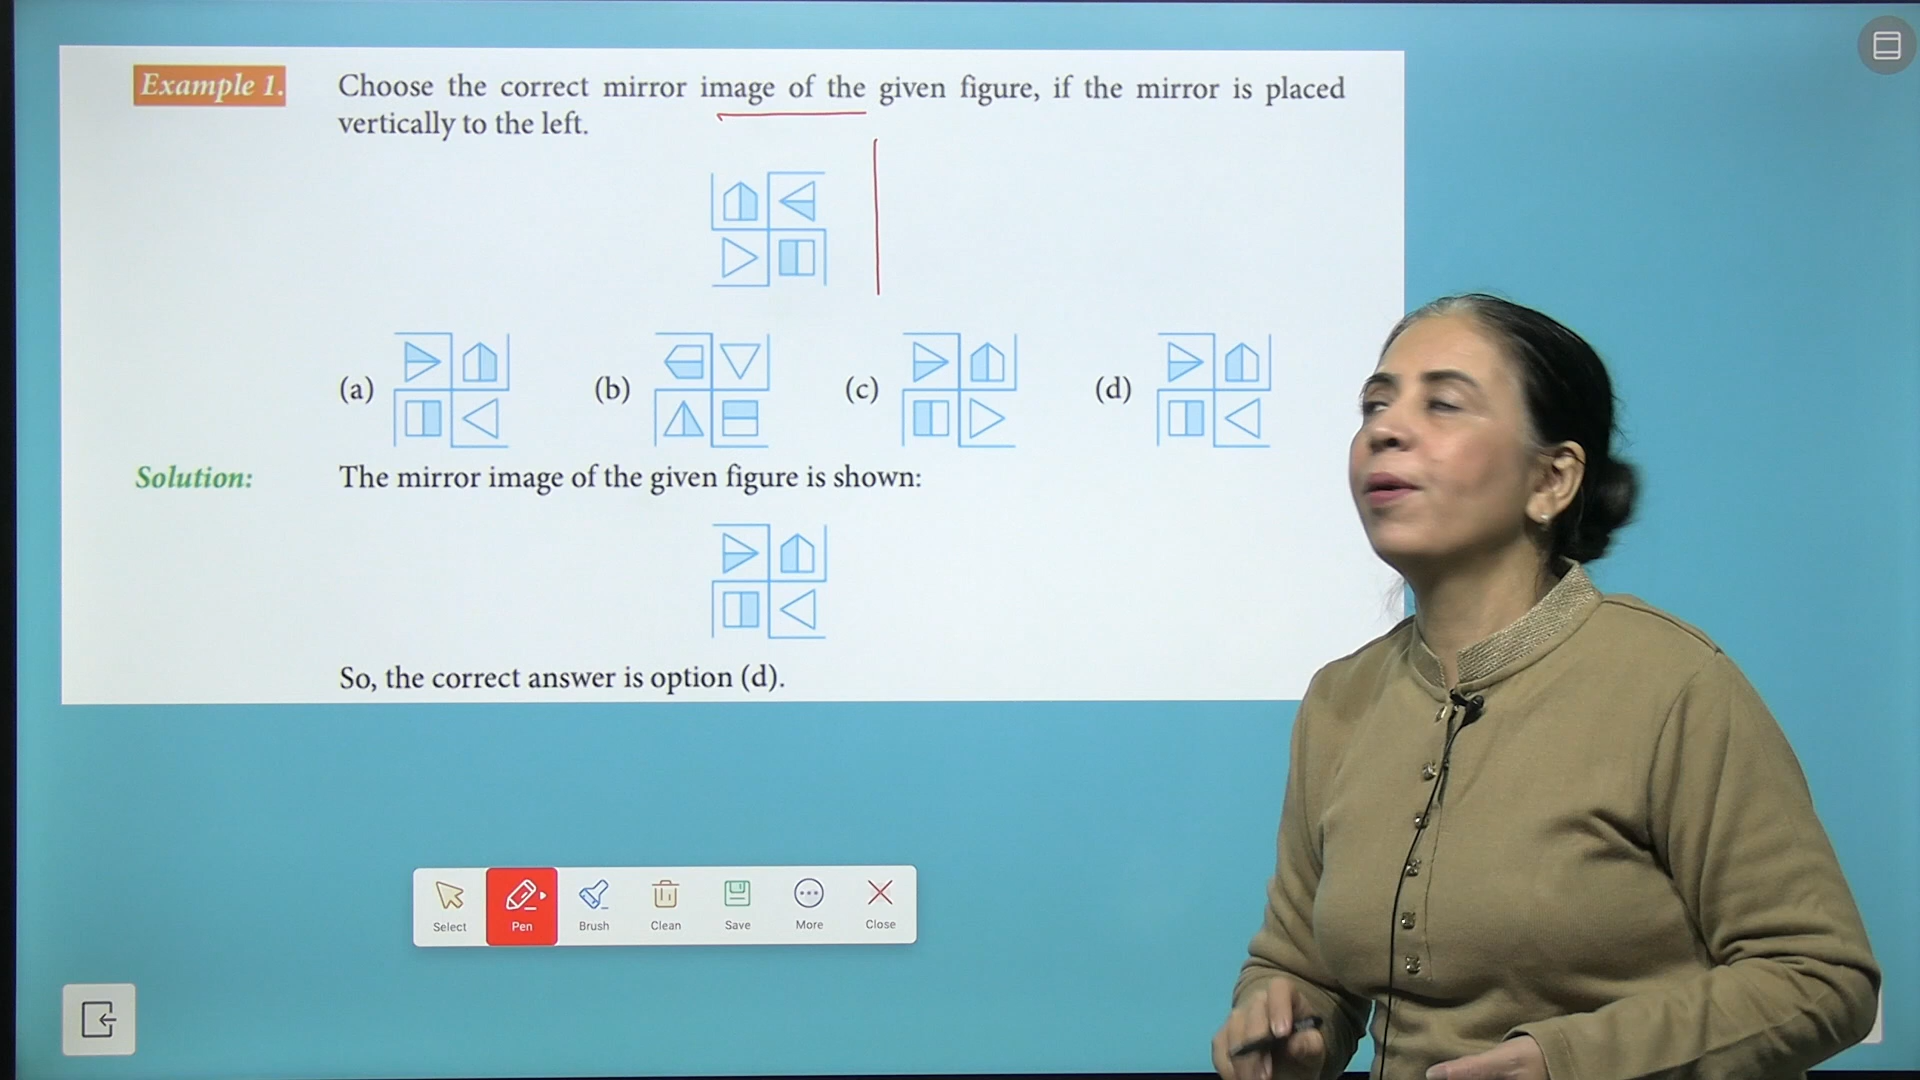 Example 1.
Choose the correct mirror image of the given figure, if the mirror is placed
vertically to the left.
(a)
(b)
(c)
(d)
Solution:
The mirror image of the given figure is shown:
So, the correct answer is option (d).
Select
Pen
Brush
Clean
Save
More
Close